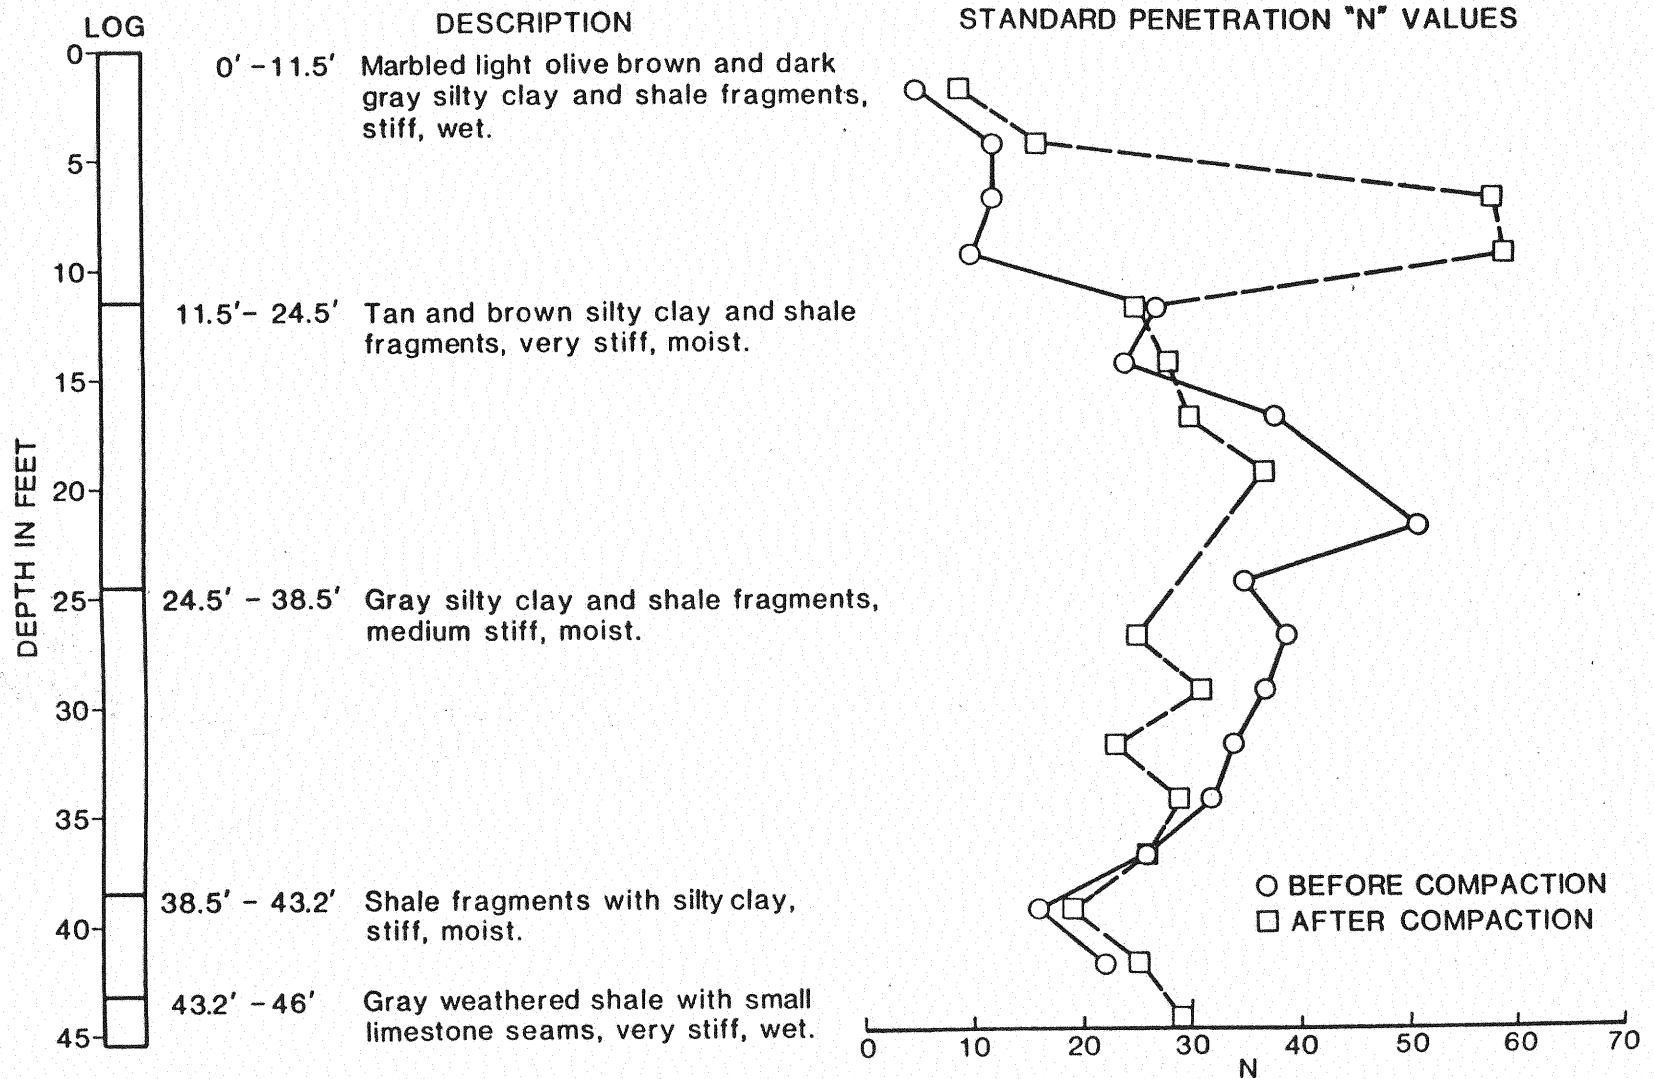 LOG
DESCRIPTION
STANDARD PENETRATION "N" VALUES
0
5
10
15
20
25
30
35
40
45
DEPTH IN FEET
0' - 11.5' Marbled light olive brown and dark
gray silty clay and shale fragments,
stiff, wet.
11.5' - 24.5' Tan and brown silty clay and shale
fragments, very stiff, moist.
24.5' - 38.5' Gray silty clay and shale fragments,
medium stiff, moist.
38.5' - 43.2' Shale fragments with silty clay,
stiff, moist.
43.2' - 46' Gray weathered shale with small
limestone seams, very stiff, wet.
BEFORE COMPACTION
AFTER COMPACTION
0 10 20 30 40 50 60 70
N